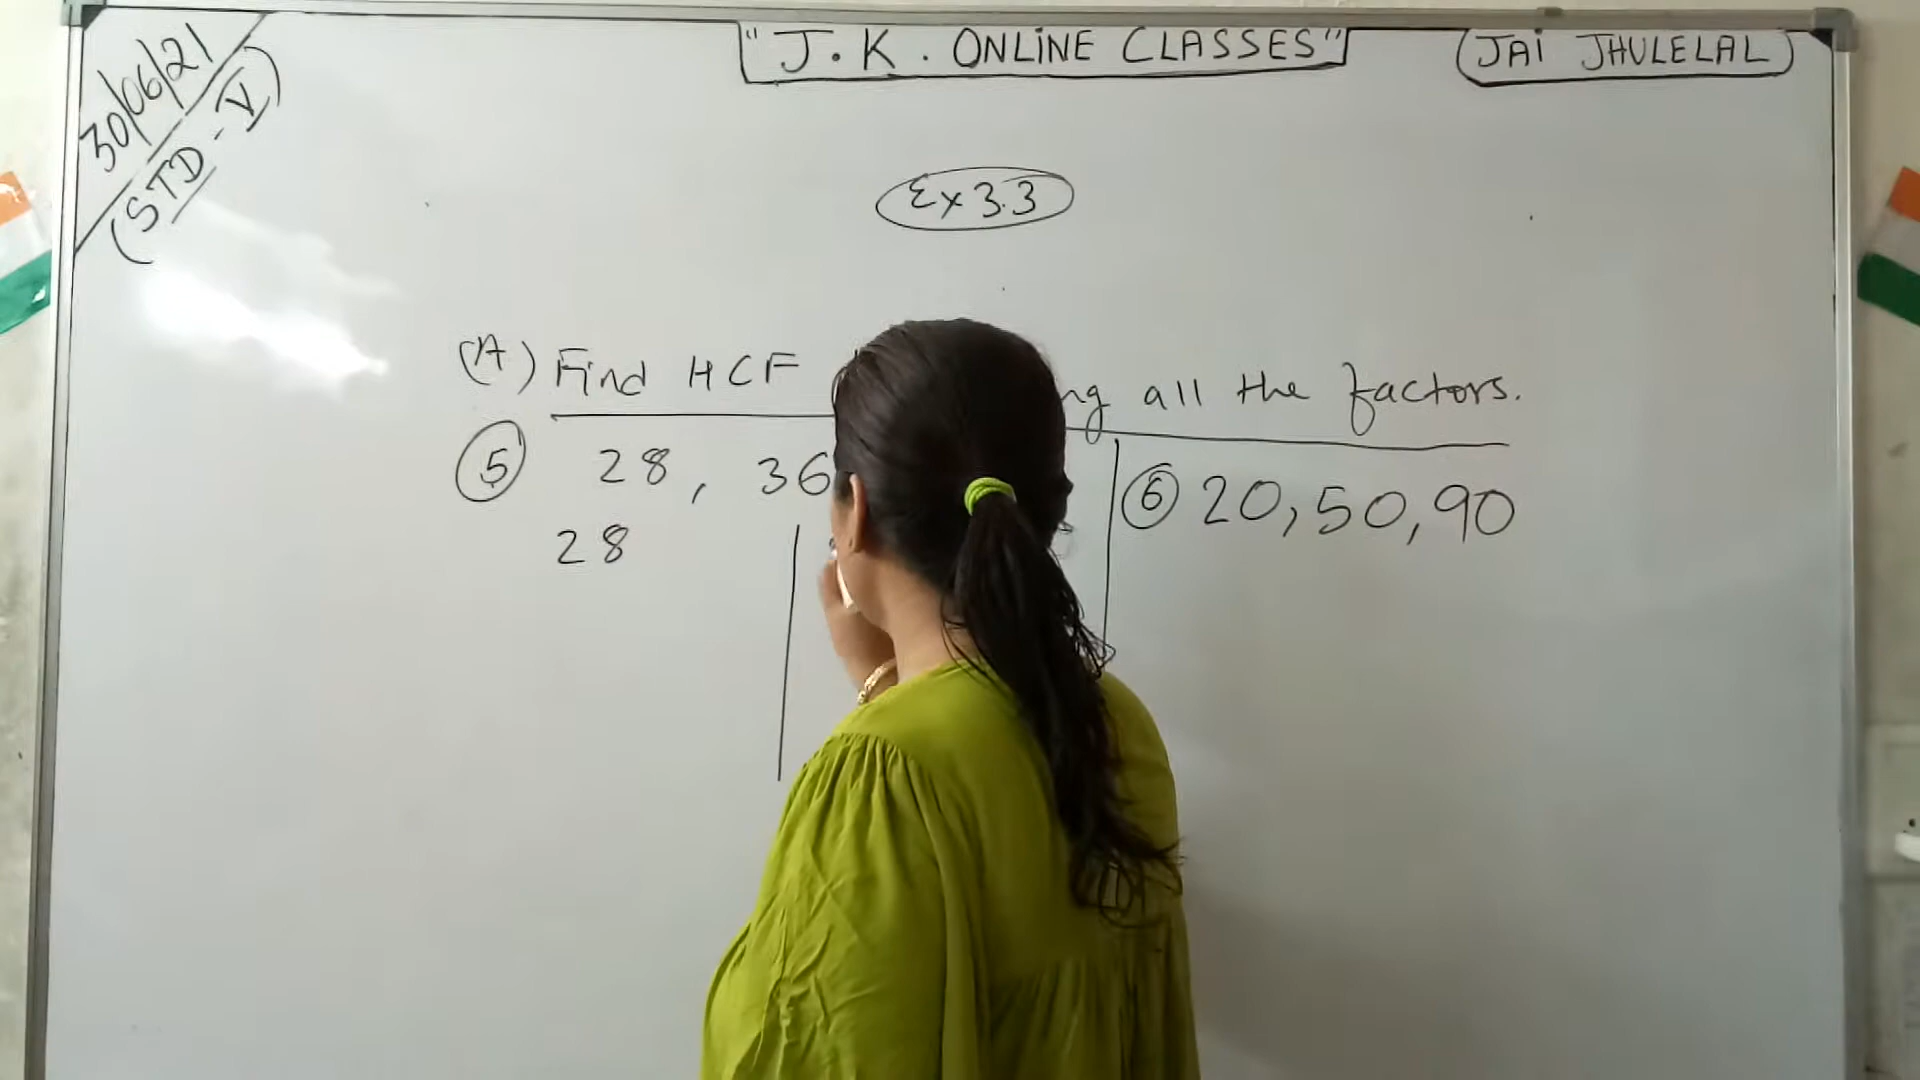 30/06/21
(STD - V)
"J.K. ONLINE CLASSES"
(JAI JHULELAL)
Ex 3.3
(A) Find HCF all the factors.
5 28, 36
6 20, 50, 90
28